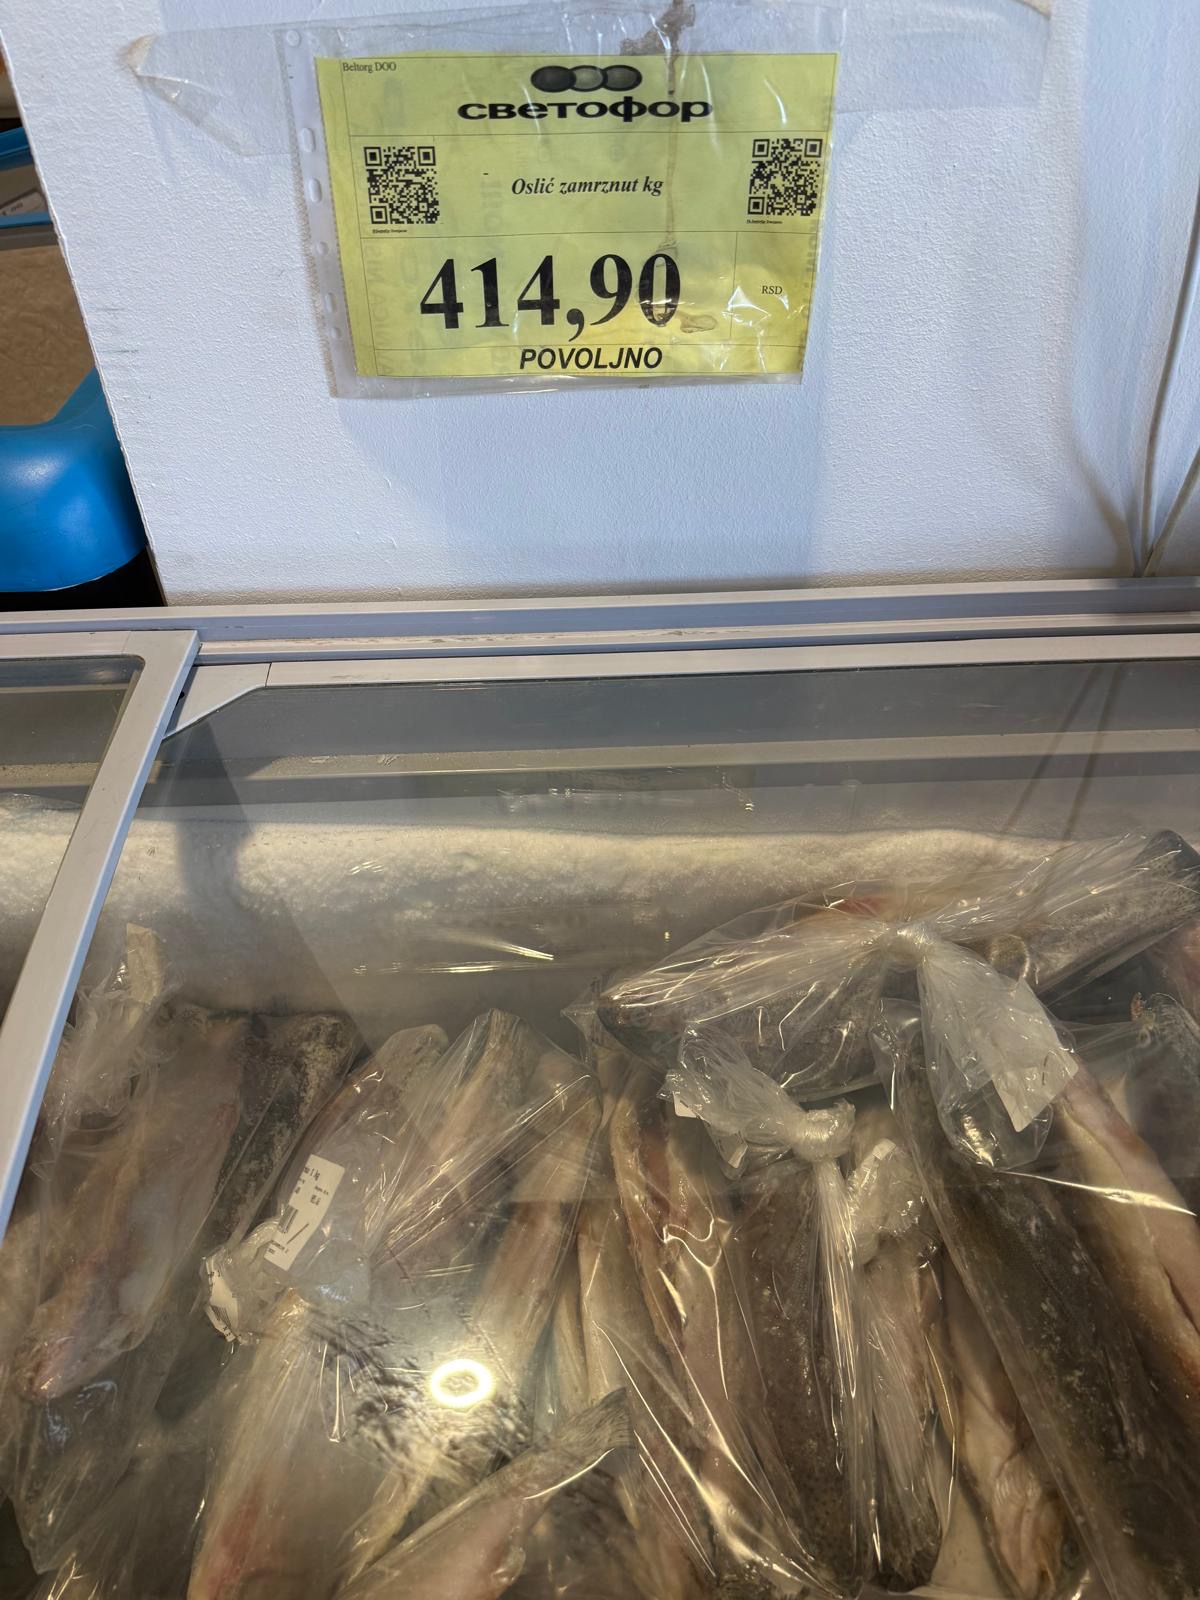 Beltorg DOO
светофор
Oslić zamrznut kg
414,90
RSD
POVOLJNO